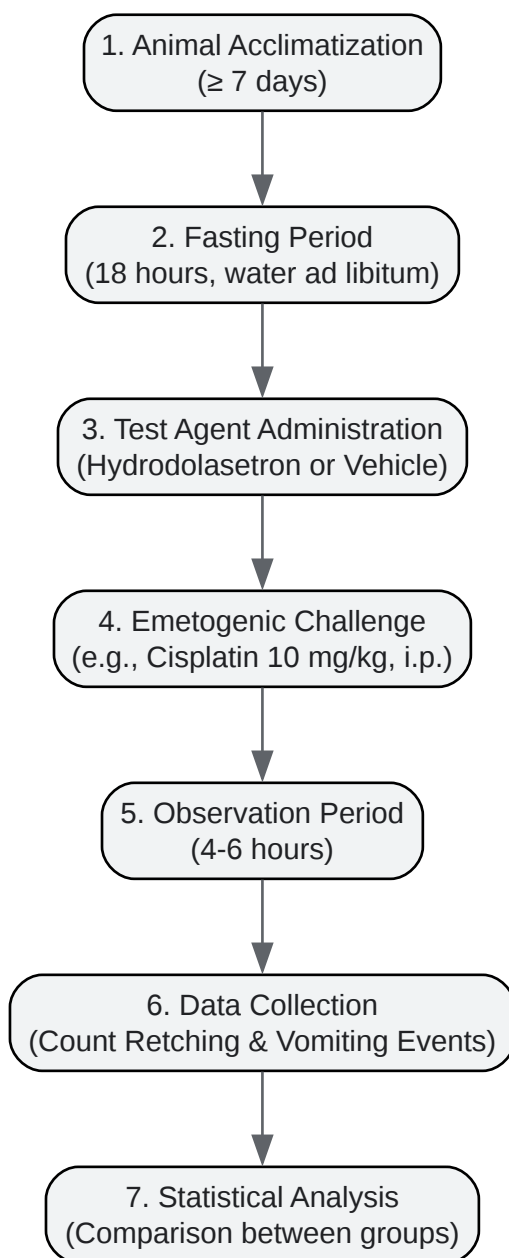 1. Animal Acclimatization
(≥ 7 days)
2. Fasting Period
(18 hours, water ad libitum)
3. Test Agent Administration
(Hydrodolasetron or Vehicle)
4. Emetogenic Challenge
(e.g., Cisplatin 10 mg/kg, i.p.)
5. Observation Period
(4-6 hours)
6. Data Collection
(Count Retching & Vomiting Events)
7. Statistical Analysis
(Comparison between groups)